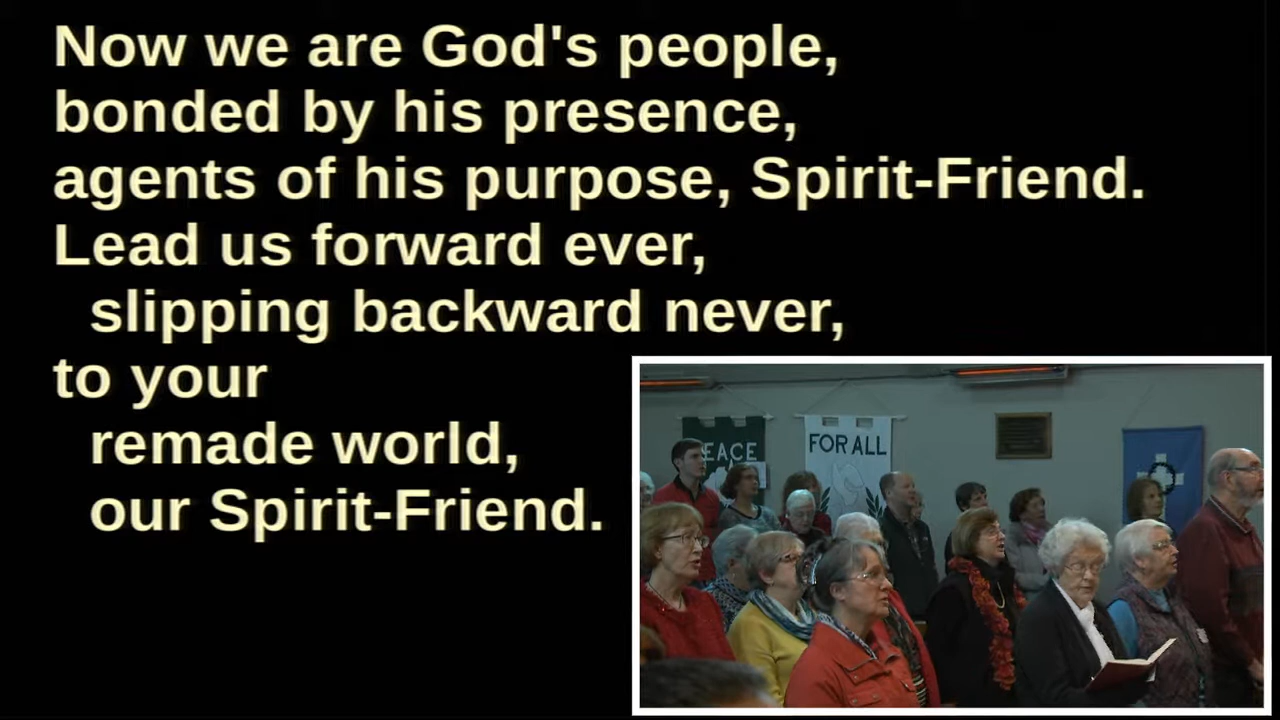 Now we are God's people,
bonded by his presence,
agents of his purpose, Spirit-Friend.
Lead us forward ever,
slipping backward never,
to your
remade world,
our Spirit-Friend.
PEACE
FOR ALL